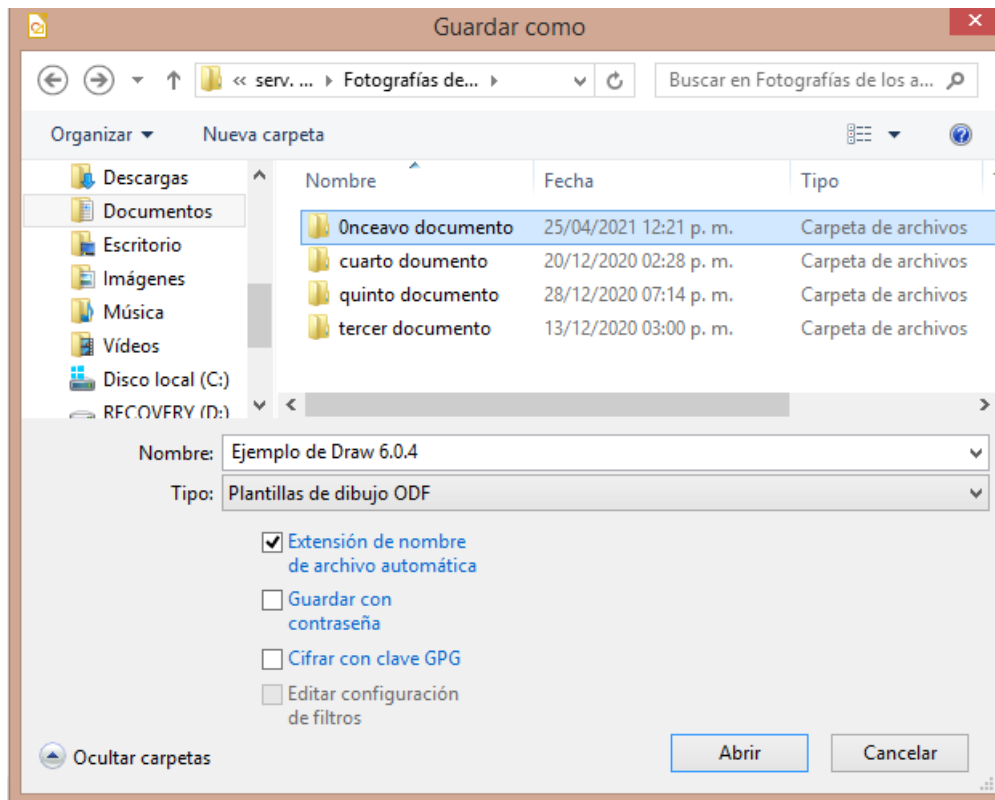 Guardar como
« serv. ... Fotografías de...
Buscar en Fotografías de los a...
Organizar Nueva carpeta
Descargas
Documentos
Escritorio
Imágenes
Música
Vídeos
Disco local (C:)
RECOVERY (D:)
Nombre Fecha Tipo
0nceavo documento 25/04/2021 12:21 p. m. Carpeta de archivos
cuarto doumento 20/12/2020 02:28 p. m. Carpeta de archivos
quinto documento 28/12/2020 07:14 p. m. Carpeta de archivos
tercer documento 13/12/2020 03:00 p. m. Carpeta de archivos
Nombre: Ejemplo de Draw 6.0.4
Tipo: Plantillas de dibujo ODF
Extensión de nombre
de archivo automática
Guardar con
contraseña
Cifrar con clave GPG
Editar configuración
de filtros
Ocultar carpetas Abrir Cancelar